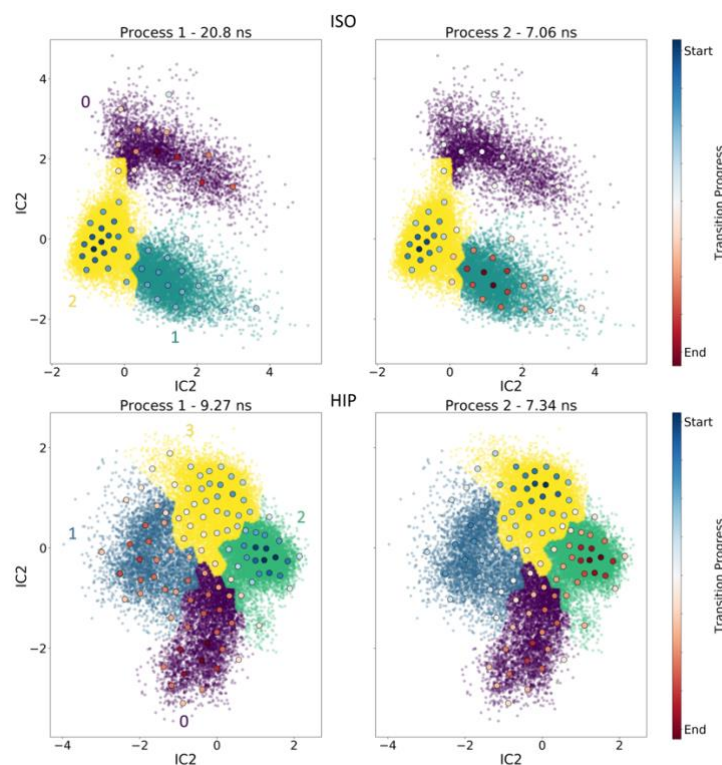 ISO
Process 1 - 20.8 ns
Process 2 - 7.06 ns
0
2
1
4
2
0
−2
IC2
−2
0
2
4
IC2
−2
0
2
4
IC2
Start
End
Transition Progress
HIP
Process 1 - 9.27 ns
Process 2 - 7.34 ns
3
1
2
0
2
0
−2
IC2
−4
−2
0
2
IC2
−4
−2
0
2
IC2
Start
End
Transition Progress